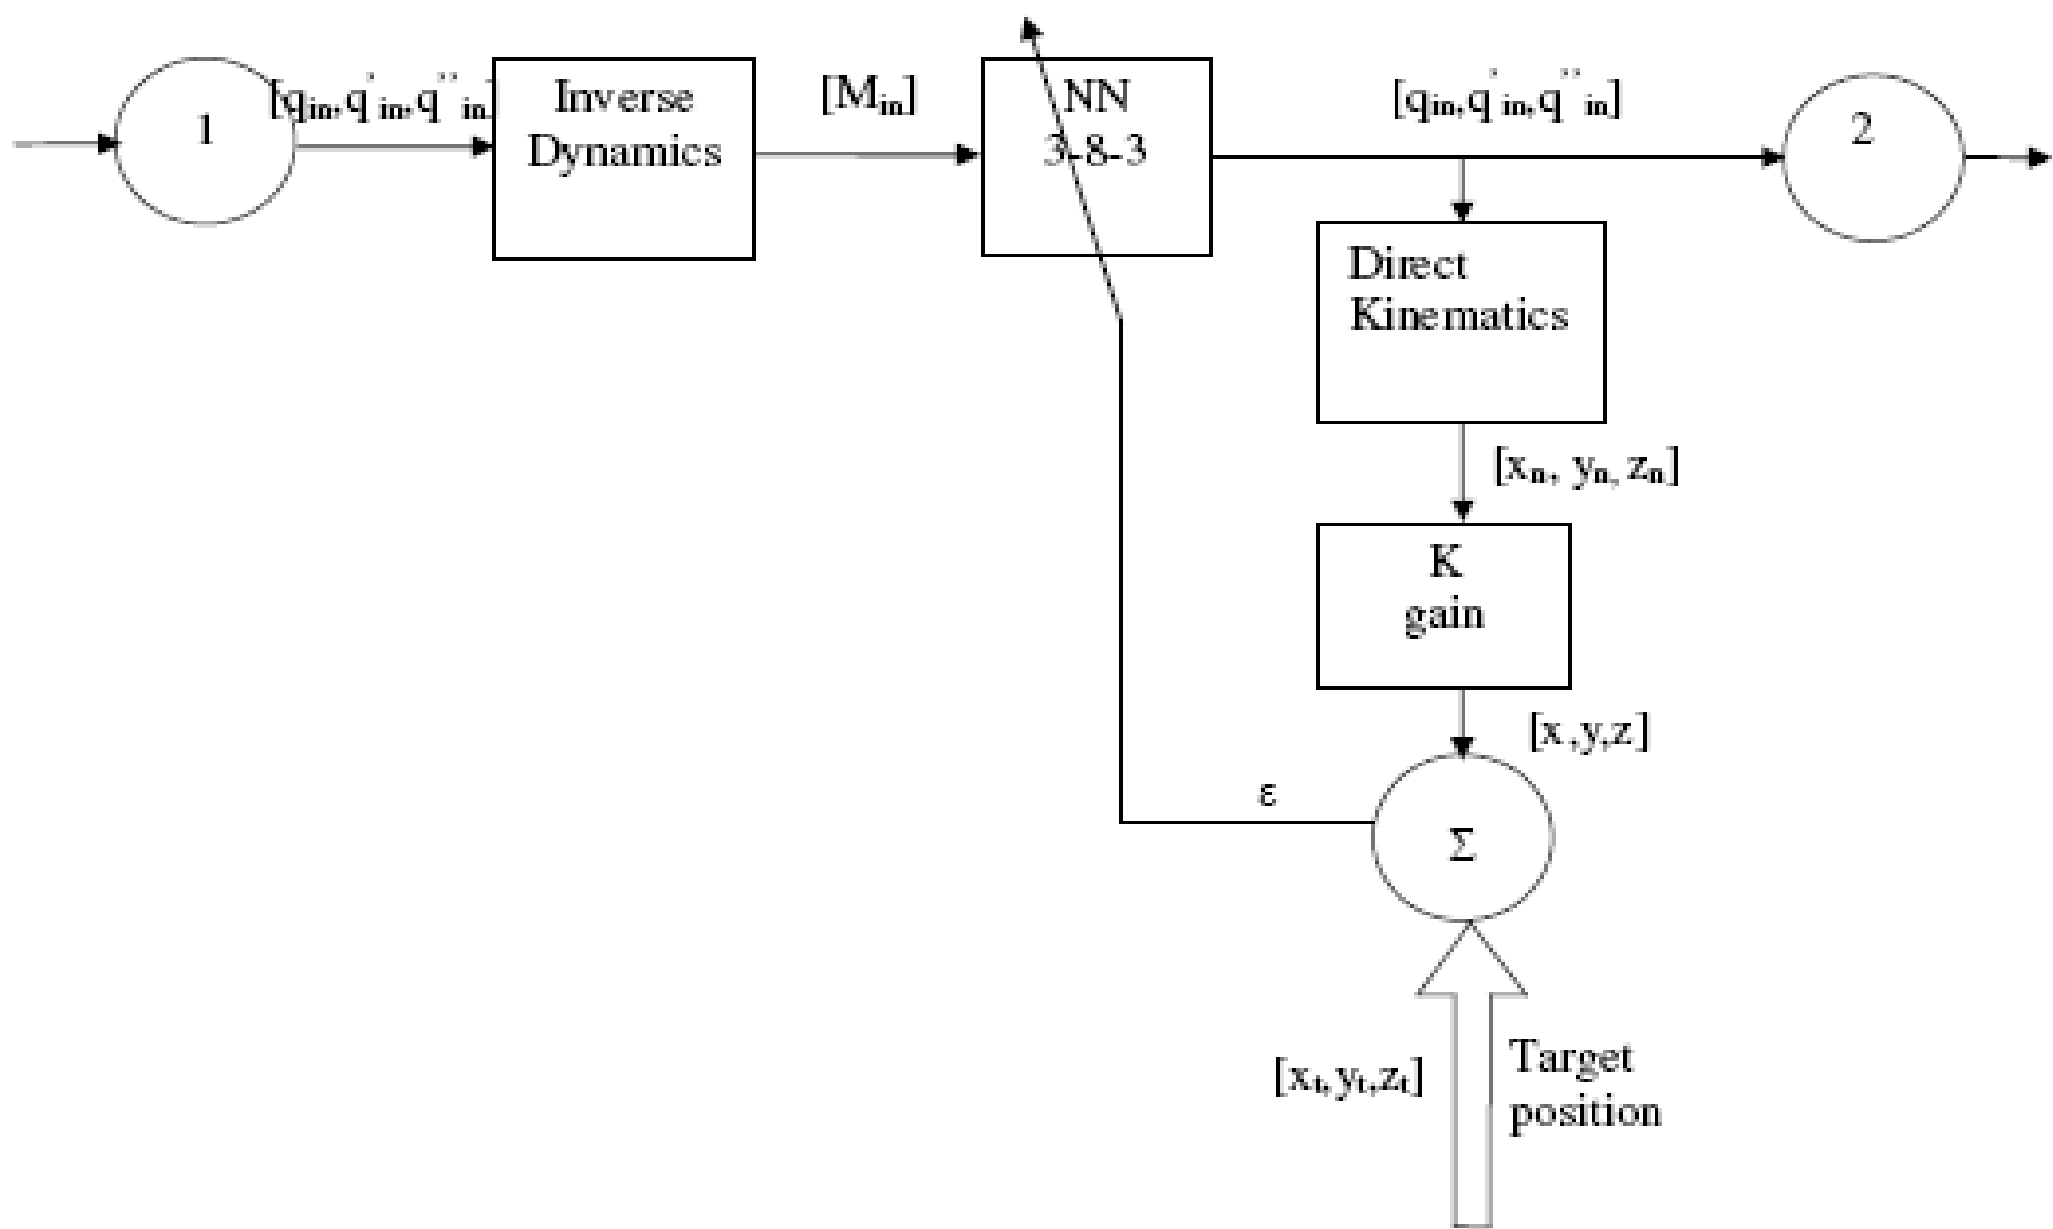 1
[qin,q'in,q''in]
Inverse
Dynamics
[Min]
NN
3-8-3
[qin,q'in,q''in]
2
Direct
Kinematics
[xn, yn, zn]
K
gain
[x,y,z]
ε
Σ
[xt,yt,zt]
Target
position